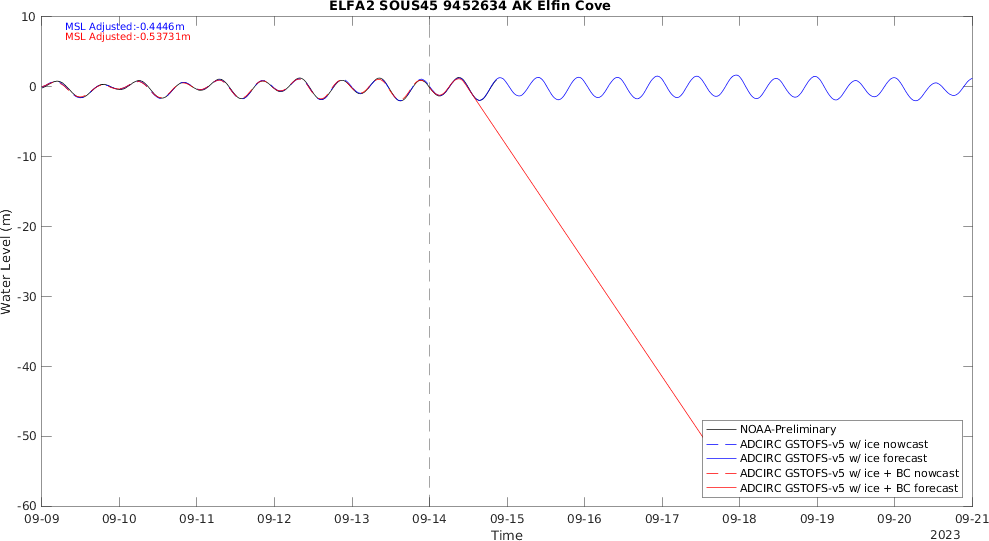 ELFA2 SOUS45 9452634 AK Elfin Cove
MSL Adjusted:-0.4446m
MSL Adjusted:-0.53731m
Water Level (m)
10
0
-10
-20
-30
-40
-50
-60
NOAA-Preliminary
ADCIRC GSTOFS-v5 w/ ice nowcast
ADCIRC GSTOFS-v5 w/ ice forecast
ADCIRC GSTOFS-v5 w/ ice + BC nowcast
ADCIRC GSTOFS-v5 w/ ice + BC forecast
09-09 09-10 09-11 09-12 09-13 09-14 09-15 09-16 09-17 09-18 09-19 09-20 09-21
Time
2023